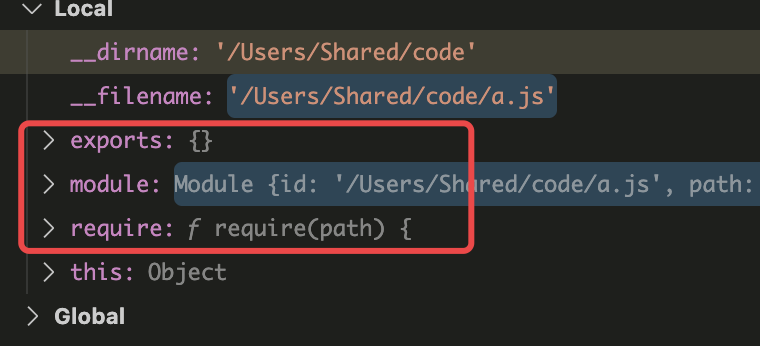 Local
__dirname: '/Users/Shared/code'
__filename: '/Users/Shared/code/a.js'
exports: {}
module: Module {id: '/Users/Shared/code/a.js', path:
require: ƒ require(path) {
this: Object
Global